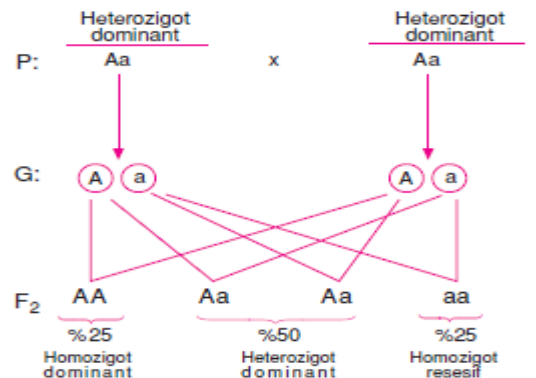 Heterozigot Heterozigot
dominant dominant
P: Aa x Aa
G: A a A a
F2 AA Aa Aa aa
%25 %50 %25
Homozigot Heterozigot Homozigot
dominant dominant resesif